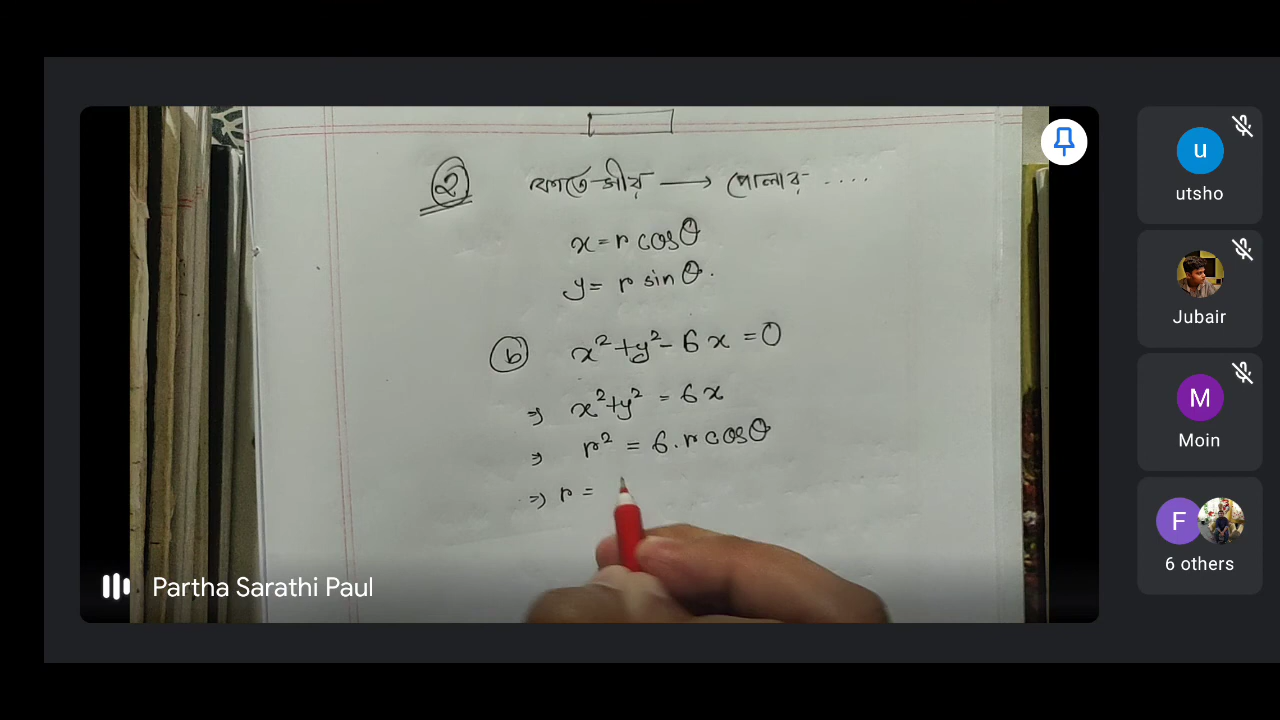 ২ কার্তেসীয় → পোলার ....
x = r cosθ
y = r sinθ.
b x² + y² - 6x = 0
⇒ x² + y² = 6x
⇒ r² = 6. r cosθ
⇒ r =
Partha Sarathi Paul
u
utsho
Jubair
M
Moin
F
6 others